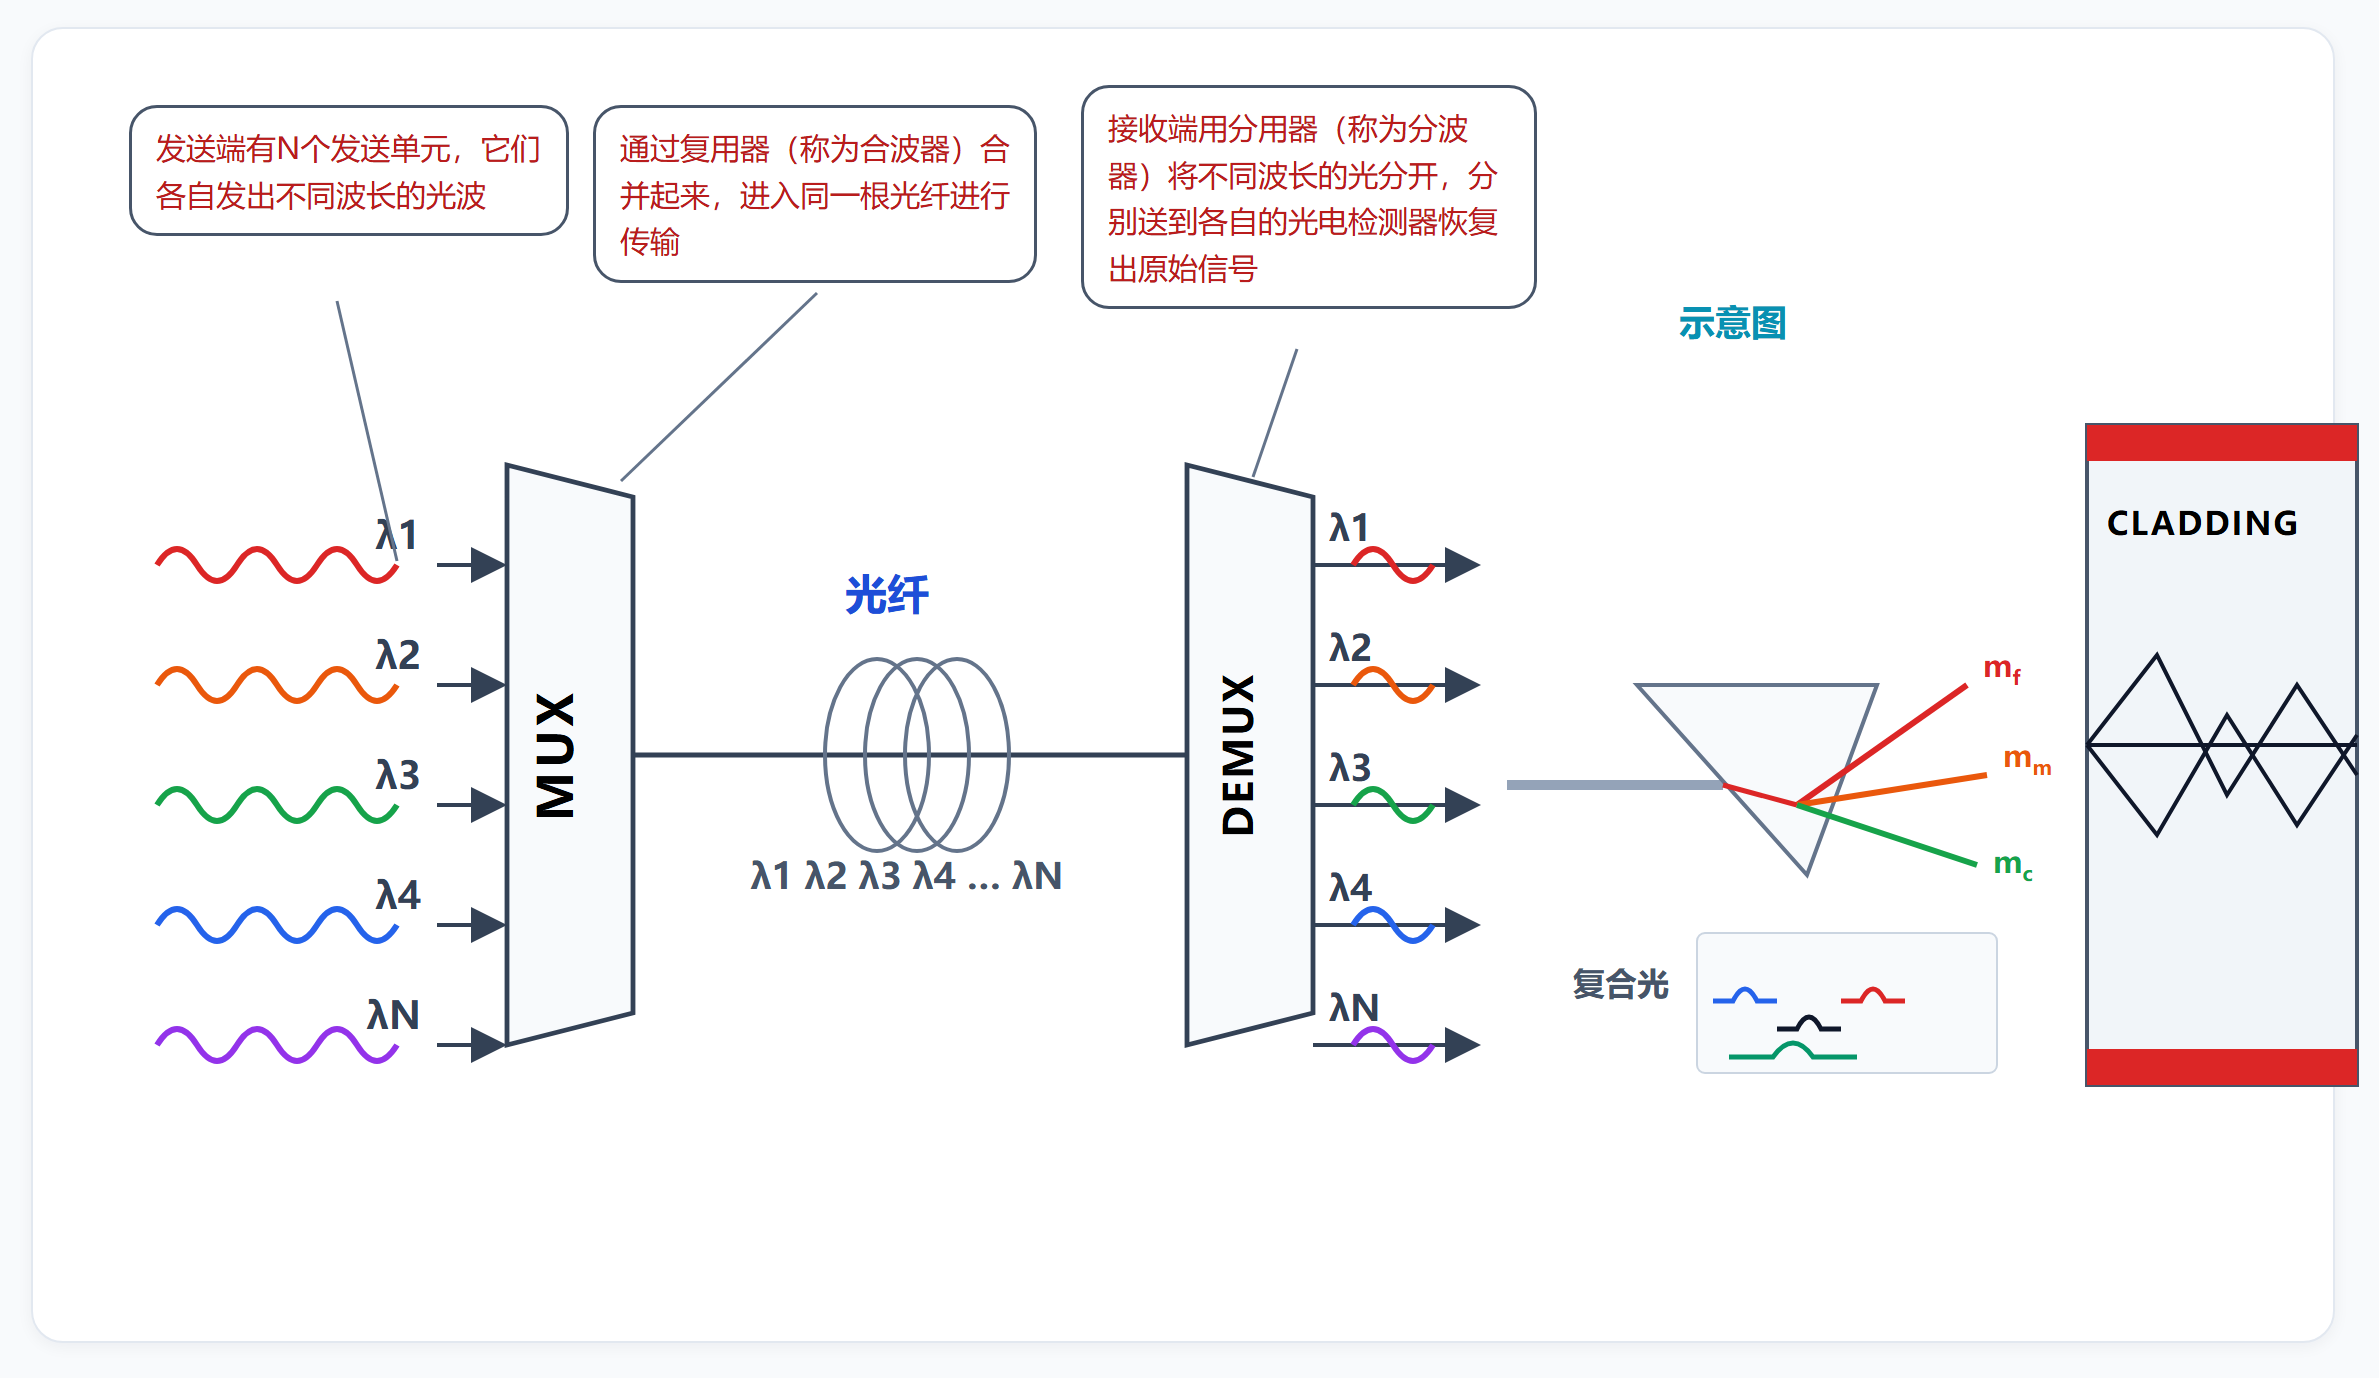 发送端有N个发送单元，它们
各自发出不同波长的光波
通过复用器（称为合波器）合
并起来，进入同一根光纤进行
传输
接收端用分用器（称为分波
器）将不同波长的光分开，分
别送到各自的光电检测器恢复
出原始信号
示意图
λ1
λ2
λ3
λ4
λN
MUX
光纤
λ1 λ2 λ3 λ4 ... λN
DEMUX
λ1
λ2
λ3
λ4
λN
mf
mm
mc
复合光
CLADDING